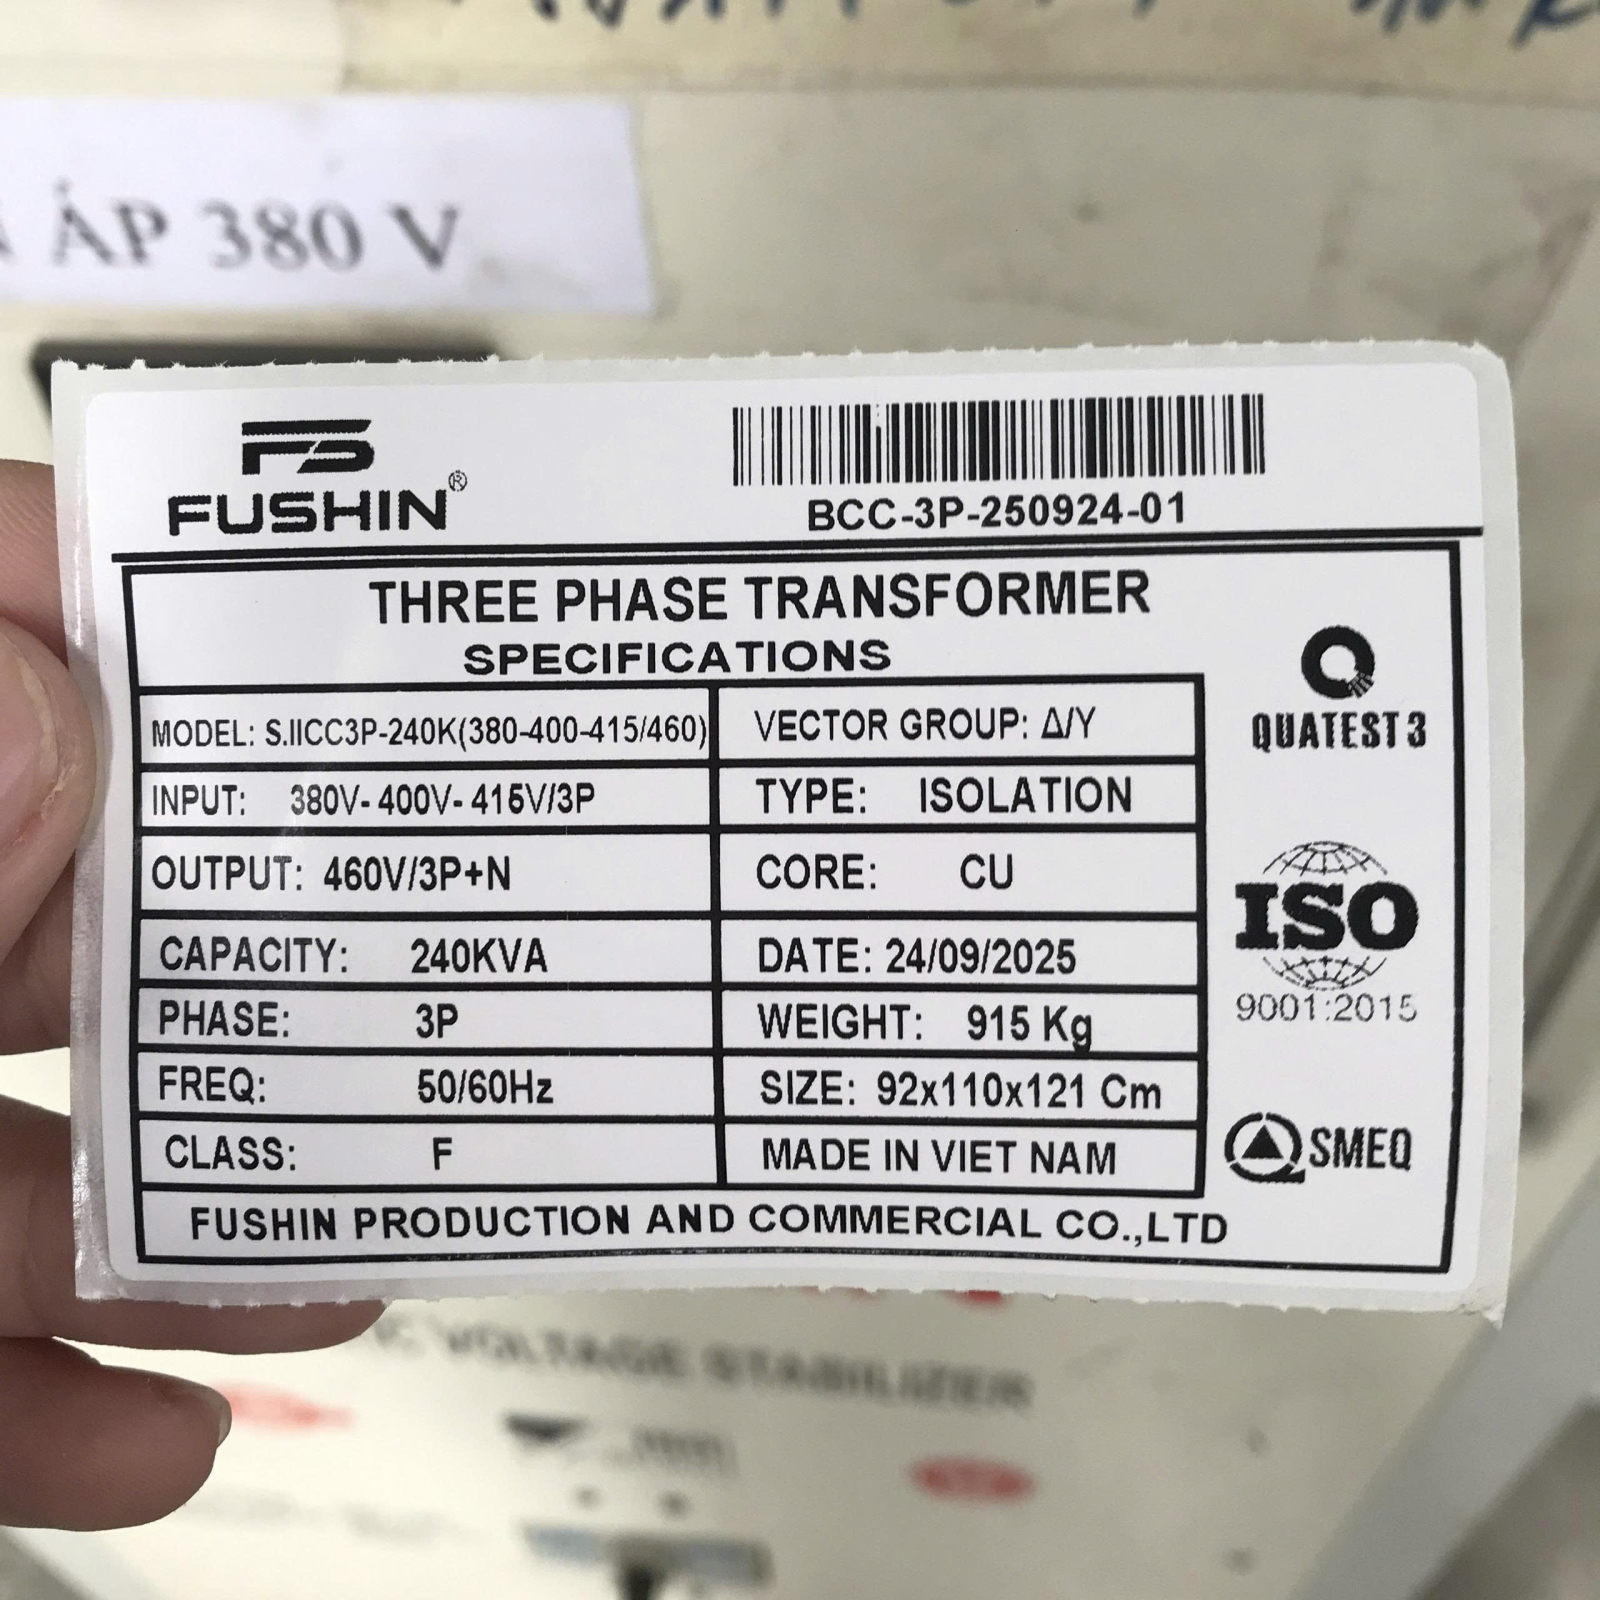 ÁP 380 V
FUSHIN®
BCC-3P-250924-01
THREE PHASE TRANSFORMER
SPECIFICATIONS
MODEL: S.IICC3P-240K(380-400-415/460)
VECTOR GROUP: Δ/Y
INPUT: 380V-400V-415V/3P
TYPE: ISOLATION
OUTPUT: 460V/3P+N
CORE: CU
CAPACITY: 240KVA
DATE: 24/09/2025
PHASE: 3P
WEIGHT: 915 Kg
FREQ: 50/60Hz
SIZE: 92x110x121 Cm
CLASS: F
MADE IN VIET NAM
FUSHIN PRODUCTION AND COMMERCIAL CO.,LTD
QUATEST 3
ISO
9001:2015
SMEQ
VOLTAGE STABILIZER